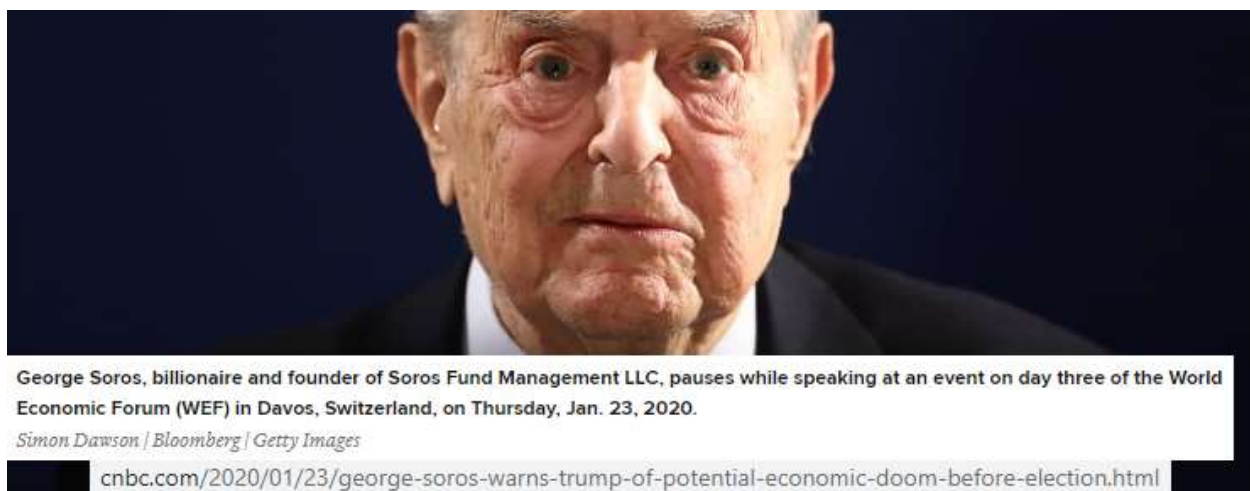 George Soros, billionaire and founder of Soros Fund Management LLC, pauses while speaking at an event on day three of the World
Economic Forum (WEF) in Davos, Switzerland, on Thursday, Jan. 23, 2020.
Simon Dawson | Bloomberg | Getty Images
cnbc.com/2020/01/23/george-soros-warns-trump-of-potential-economic-doom-before-election.html